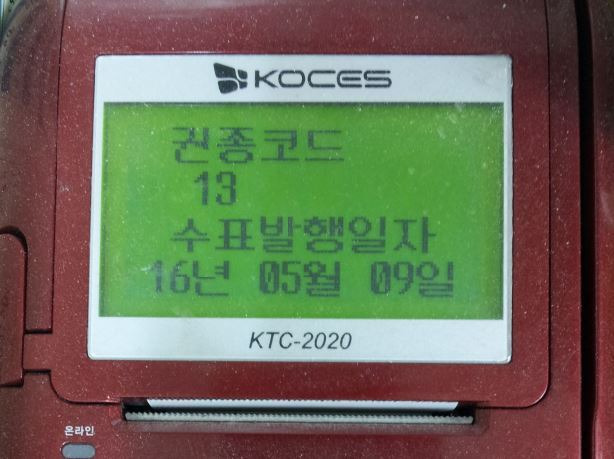 KOCES
권종코드
13
수표발행일자
16년 05월 09일
KTC-2020
온라인